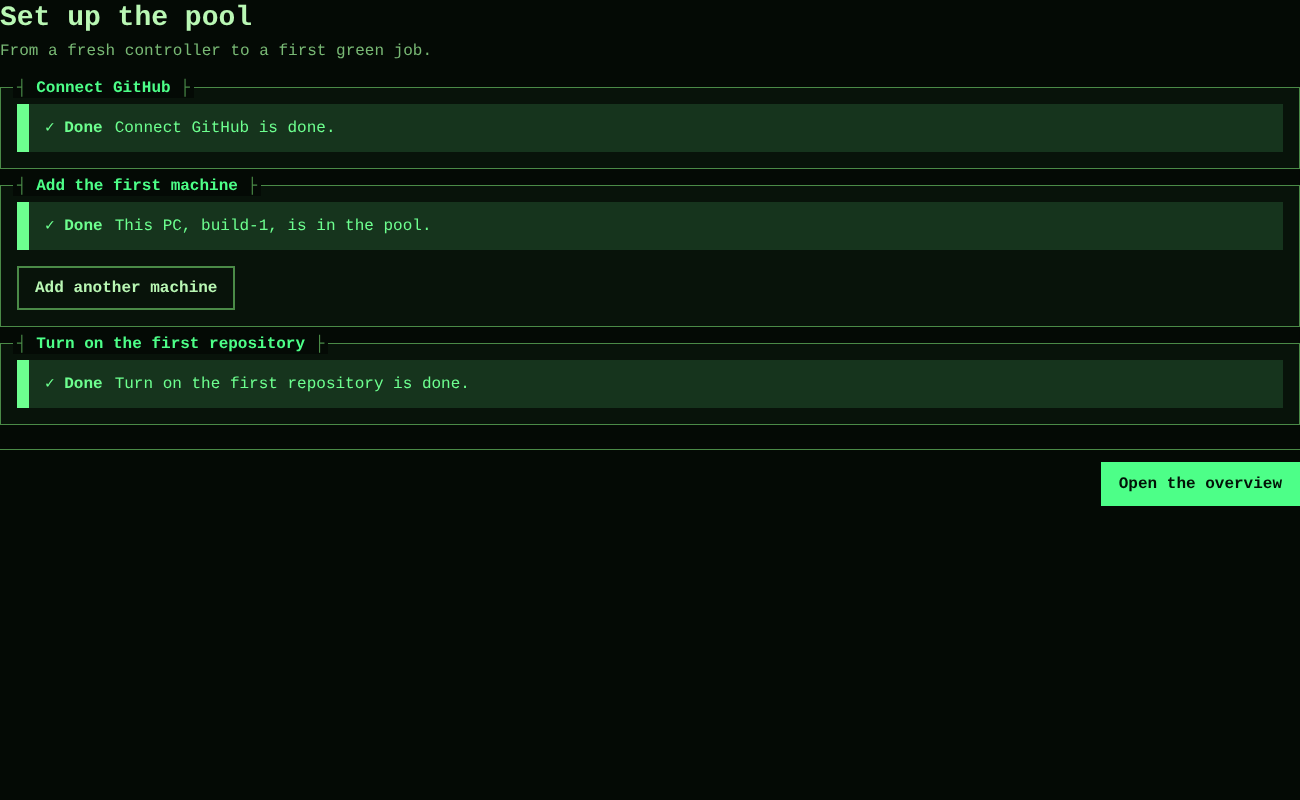 Set up the pool
From a fresh controller to a first green job.
Connect GitHub
✓ Done Connect GitHub is done.
Add the first machine
✓ Done This PC, build-1, is in the pool.
Add another machine
Turn on the first repository
✓ Done Turn on the first repository is done.
Open the overview